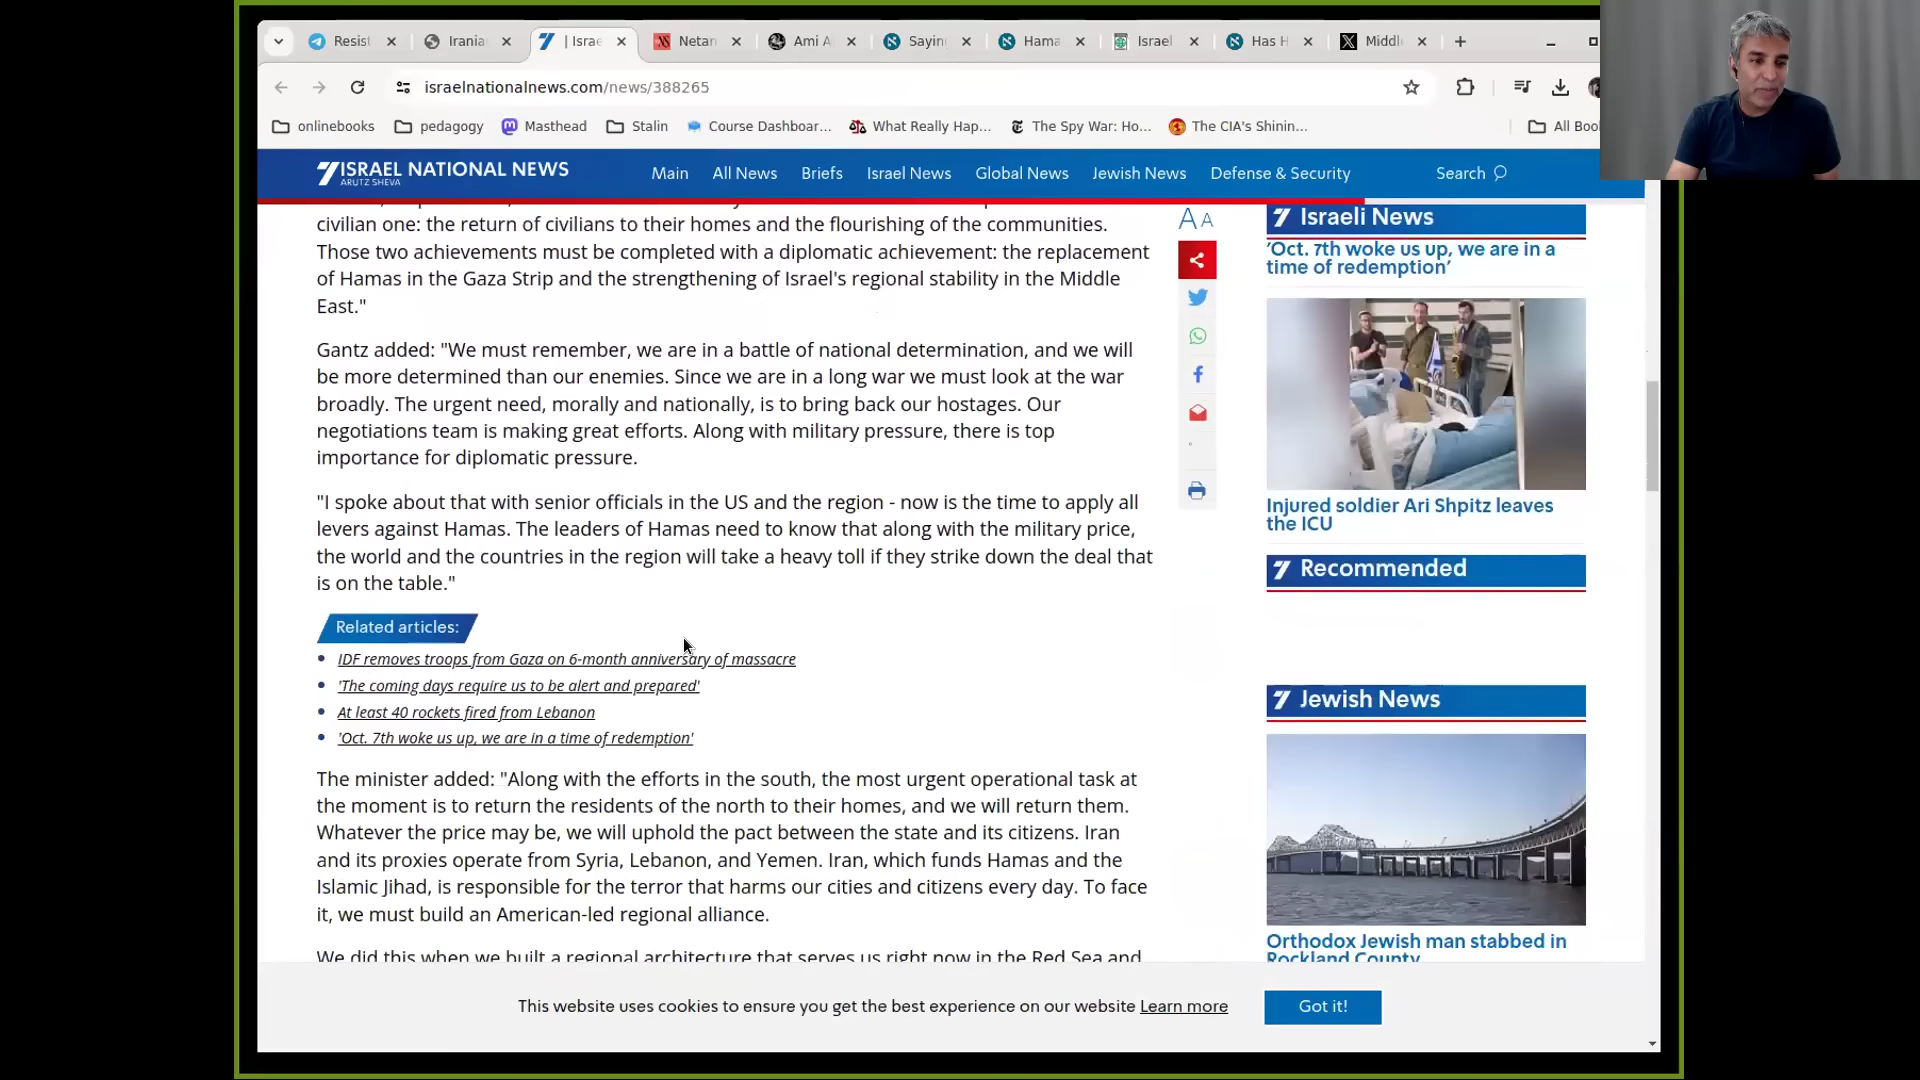 Resist
Irania
| Israe
Netan
Ami A
Sayin
Hama
Israel
Has H
Middl
israelnationalnews.com/news/388265
onlinebooks
pedagogy
Masthead
Stalin
Course Dashboar...
What Really Hap...
The Spy War: Ho...
The CIA's Shinin...
All Boo
ISRAEL NATIONAL NEWS
ARUTZ SHEVA
Main
All News
Briefs
Israel News
Global News
Jewish News
Defense & Security
Search
civilian one: the return of civilians to their homes and the flourishing of the communities.
Those two achievements must be completed with a diplomatic achievement: the replacement
of Hamas in the Gaza Strip and the strengthening of Israel's regional stability in the Middle
East."
Gantz added: "We must remember, we are in a battle of national determination, and we will
be more determined than our enemies. Since we are in a long war we must look at the war
broadly. The urgent need, morally and nationally, is to bring back our hostages. Our
negotiations team is making great efforts. Along with military pressure, there is top
importance for diplomatic pressure.
"I spoke about that with senior officials in the US and the region - now is the time to apply all
levers against Hamas. The leaders of Hamas need to know that along with the military price,
the world and the countries in the region will take a heavy toll if they strike down the deal that
is on the table."
Related articles:
IDF removes troops from Gaza on 6-month anniversary of massacre
'The coming days require us to be alert and prepared'
At least 40 rockets fired from Lebanon
'Oct. 7th woke us up, we are in a time of redemption'
The minister added: "Along with the efforts in the south, the most urgent operational task at
the moment is to return the residents of the north to their homes, and we will return them.
Whatever the price may be, we will uphold the pact between the state and its citizens. Iran
and its proxies operate from Syria, Lebanon, and Yemen. Iran, which funds Hamas and the
Islamic Jihad, is responsible for the terror that harms our cities and citizens every day. To face
it, we must build an American-led regional alliance.
We did this when we built a regional architecture that serves us right now in the Red Sea and
A A
Israeli News
'Oct. 7th woke us up, we are in a
time of redemption'
Injured soldier Ari Shpitz leaves
the ICU
Recommended
Jewish News
Orthodox Jewish man stabbed in
Rockland County
This website uses cookies to ensure you get the best experience on our website Learn more
Got it!